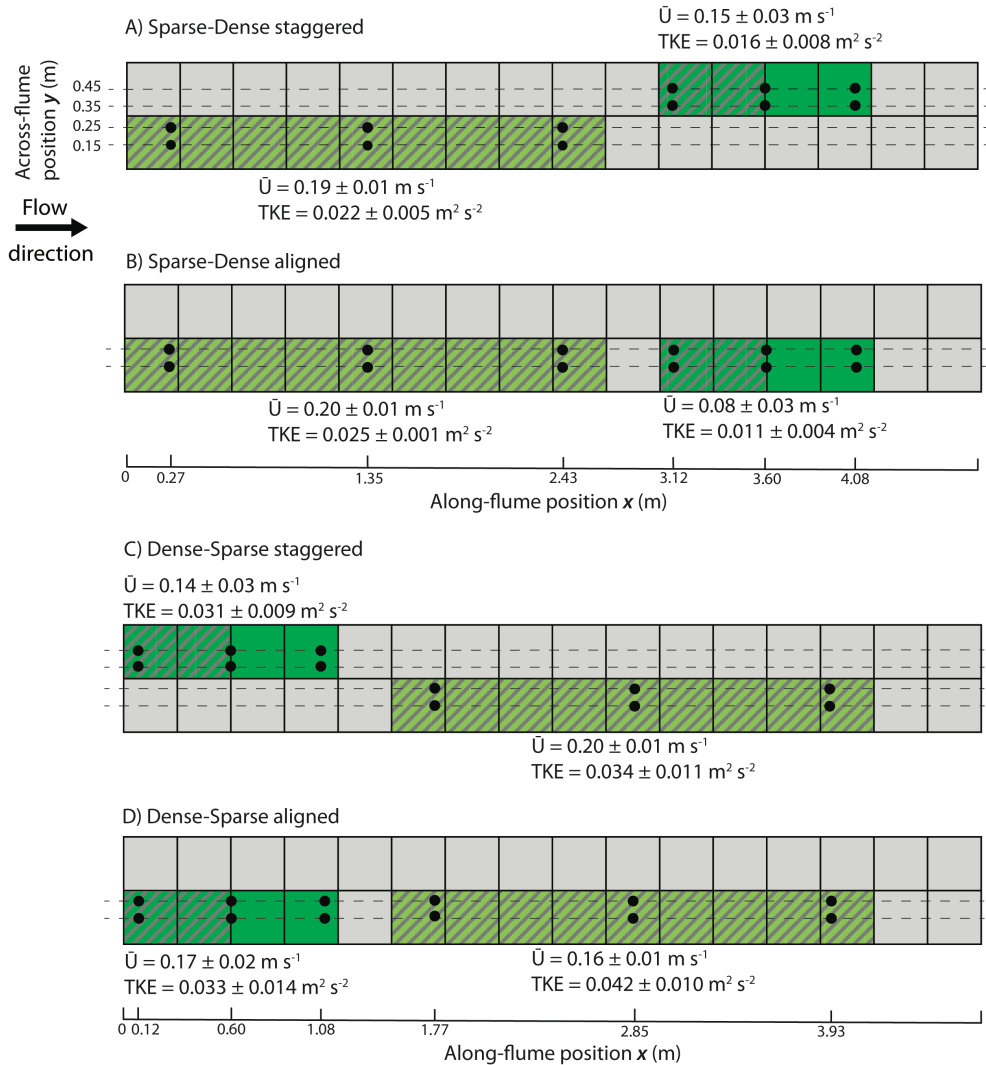 A) Sparse-Dense staggered
Ū = 0.15 ± 0.03 m s⁻¹
TKE = 0.016 ± 0.008 m² s⁻²
Across-flume
position y (m)
0.45
0.35
0.25
0.15
Ū = 0.19 ± 0.01 m s⁻¹
TKE = 0.022 ± 0.005 m² s⁻²
Flow
direction
B) Sparse-Dense aligned
Ū = 0.20 ± 0.01 m s⁻¹
TKE = 0.025 ± 0.001 m² s⁻²
Ū = 0.08 ± 0.03 m s⁻¹
TKE = 0.011 ± 0.004 m² s⁻²
0 0.27 1.35 2.43 3.12 3.60 4.08
Along-flume position x (m)
C) Dense-Sparse staggered
Ū = 0.14 ± 0.03 m s⁻¹
TKE = 0.031 ± 0.009 m² s⁻²
Ū = 0.20 ± 0.01 m s⁻¹
TKE = 0.034 ± 0.011 m² s⁻²
D) Dense-Sparse aligned
Ū = 0.17 ± 0.02 m s⁻¹
TKE = 0.033 ± 0.014 m² s⁻²
Ū = 0.16 ± 0.01 m s⁻¹
TKE = 0.042 ± 0.010 m² s⁻²
0 0.12 0.60 1.08 1.77 2.85 3.93
Along-flume position x (m)